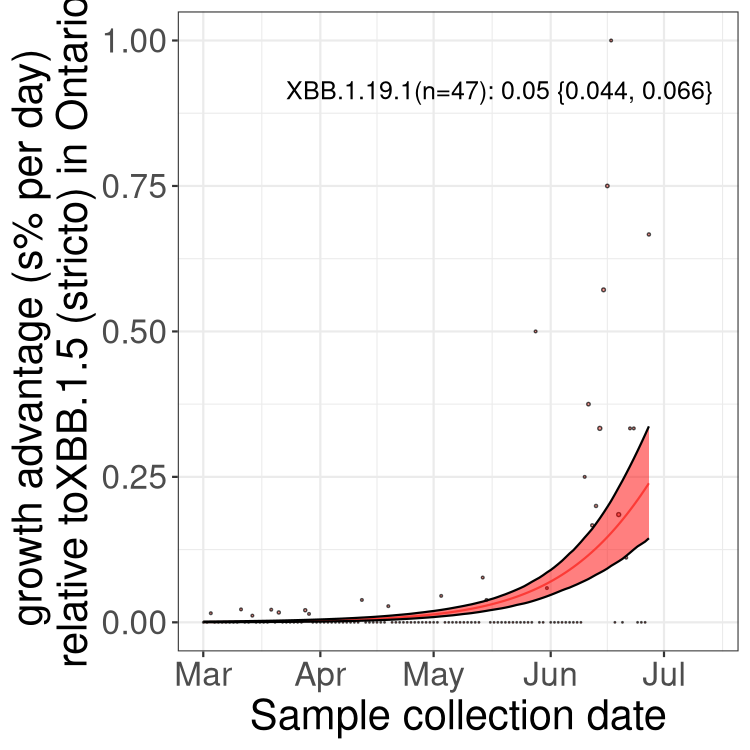 growth advantage (s% per day)
relative toXBB.1.5 (stricto) in Ontario
1.00
0.75
0.50
0.25
0.00
XBB.1.19.1(n=47): 0.05 {0.044, 0.066}
Mar Apr May Jun Jul
Sample collection date